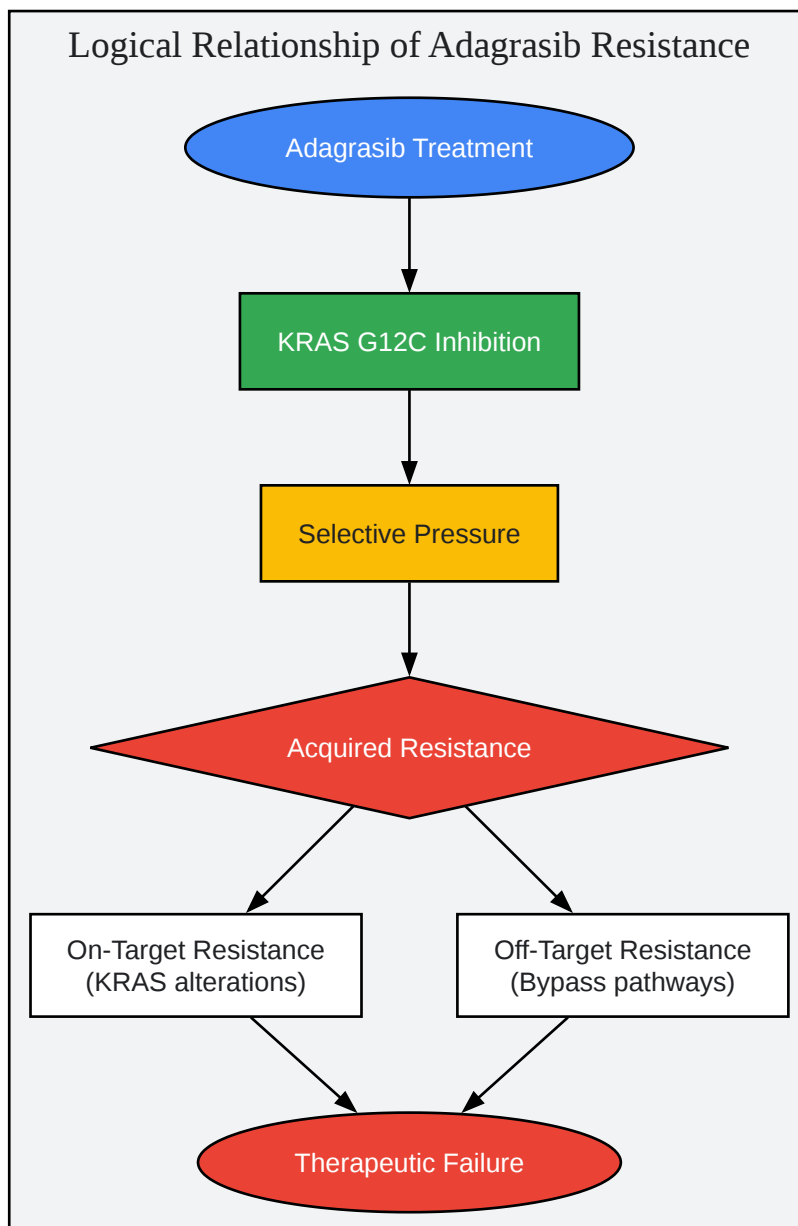 Logical Relationship of Adagrasib Resistance
Adagrasib Treatment
KRAS G12C Inhibition
Selective Pressure
Acquired Resistance
On-Target Resistance
(KRAS alterations)
Off-Target Resistance
(Bypass pathways)
Therapeutic Failure